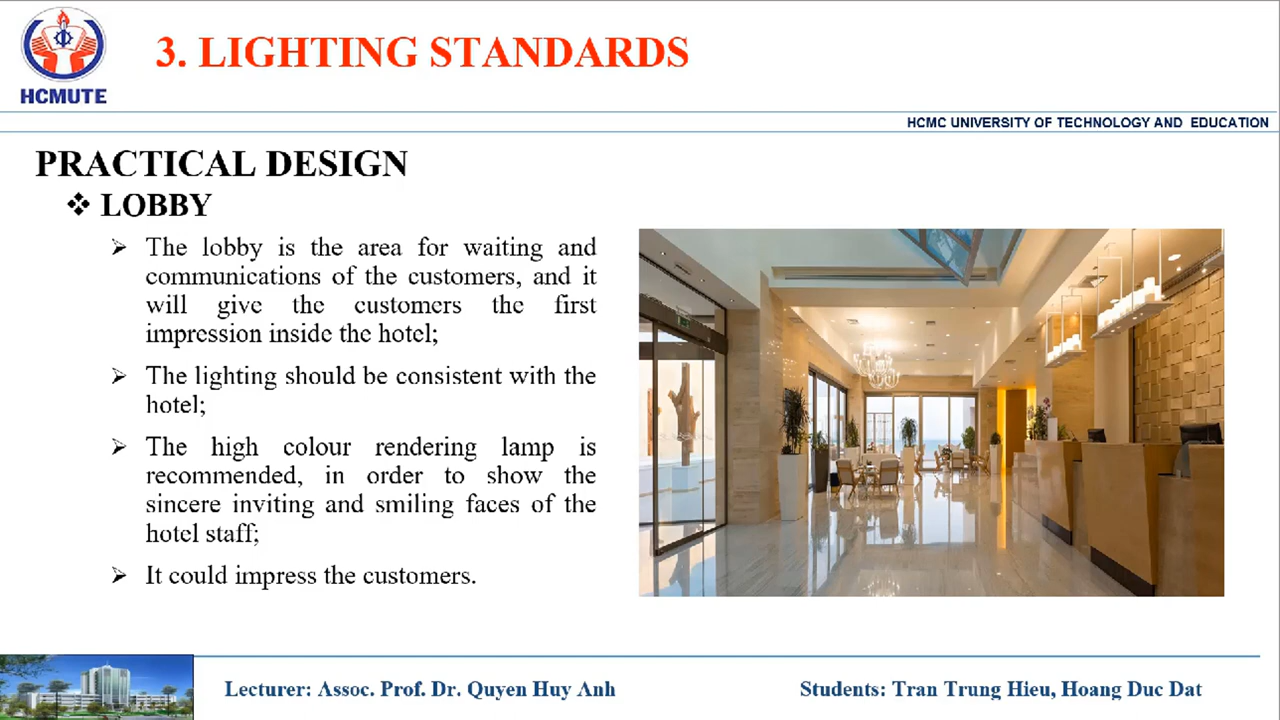 3. LIGHTING STANDARDS
HCMUTE
HCMC UNIVERSITY OF TECHNOLOGY AND EDUCATION
PRACTICAL DESIGN
❖ LOBBY
➢ The lobby is the area for waiting and
communications of the customers, and it
will give the customers the first
impression inside the hotel;
➢ The lighting should be consistent with the
hotel;
➢ The high colour rendering lamp is
recommended, in order to show the
sincere inviting and smiling faces of the
hotel staff;
➢ It could impress the customers.
Lecturer: Assoc. Prof. Dr. Quyen Huy Anh
Students: Tran Trung Hieu, Hoang Duc Dat